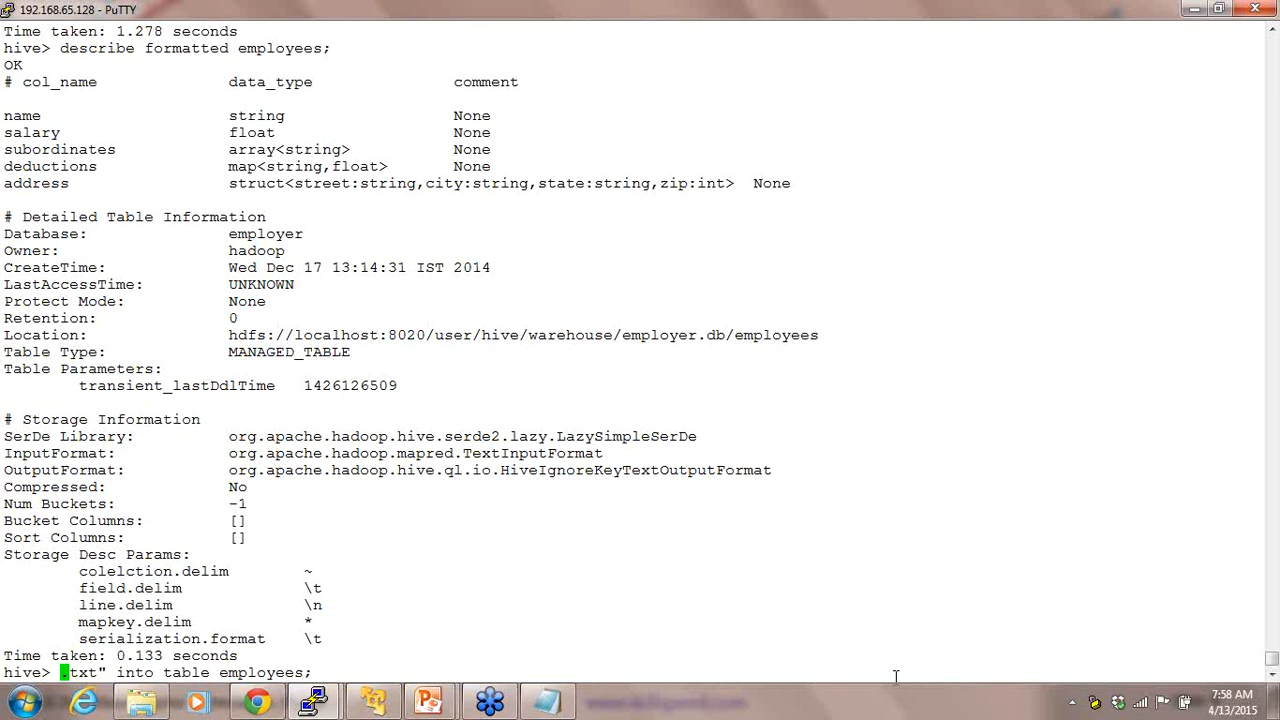 192.168.65.128 - PuTTY
Time taken: 1.278 seconds
hive> describe formatted employees;
OK
# col_name data_type comment
name string None
salary float None
subordinates array<string> None
deductions map<string,float> None
address struct<street:string,city:string,state:string,zip:int> None
# Detailed Table Information
Database: employer
Owner: hadoop
CreateTime: Wed Dec 17 13:14:31 IST 2014
LastAccessTime: UNKNOWN
Protect Mode: None
Retention: 0
Location: hdfs://localhost:8020/user/hive/warehouse/employer.db/employees
Table Type: MANAGED_TABLE
Table Parameters:
transient_lastDdlTime 1426126509
# Storage Information
SerDe Library: org.apache.hadoop.hive.serde2.lazy.LazySimpleSerDe
InputFormat: org.apache.hadoop.mapred.TextInputFormat
OutputFormat: org.apache.hadoop.hive.ql.io.HiveIgnoreKeyTextOutputFormat
Compressed: No
Num Buckets: -1
Bucket Columns: []
Sort Columns: []
Storage Desc Params:
colelction.delim ~
field.delim \t
line.delim \n
mapkey.delim *
serialization.format \t
Time taken: 0.133 seconds
hive> .txt" into table employees;
7:58 AM
4/13/2015